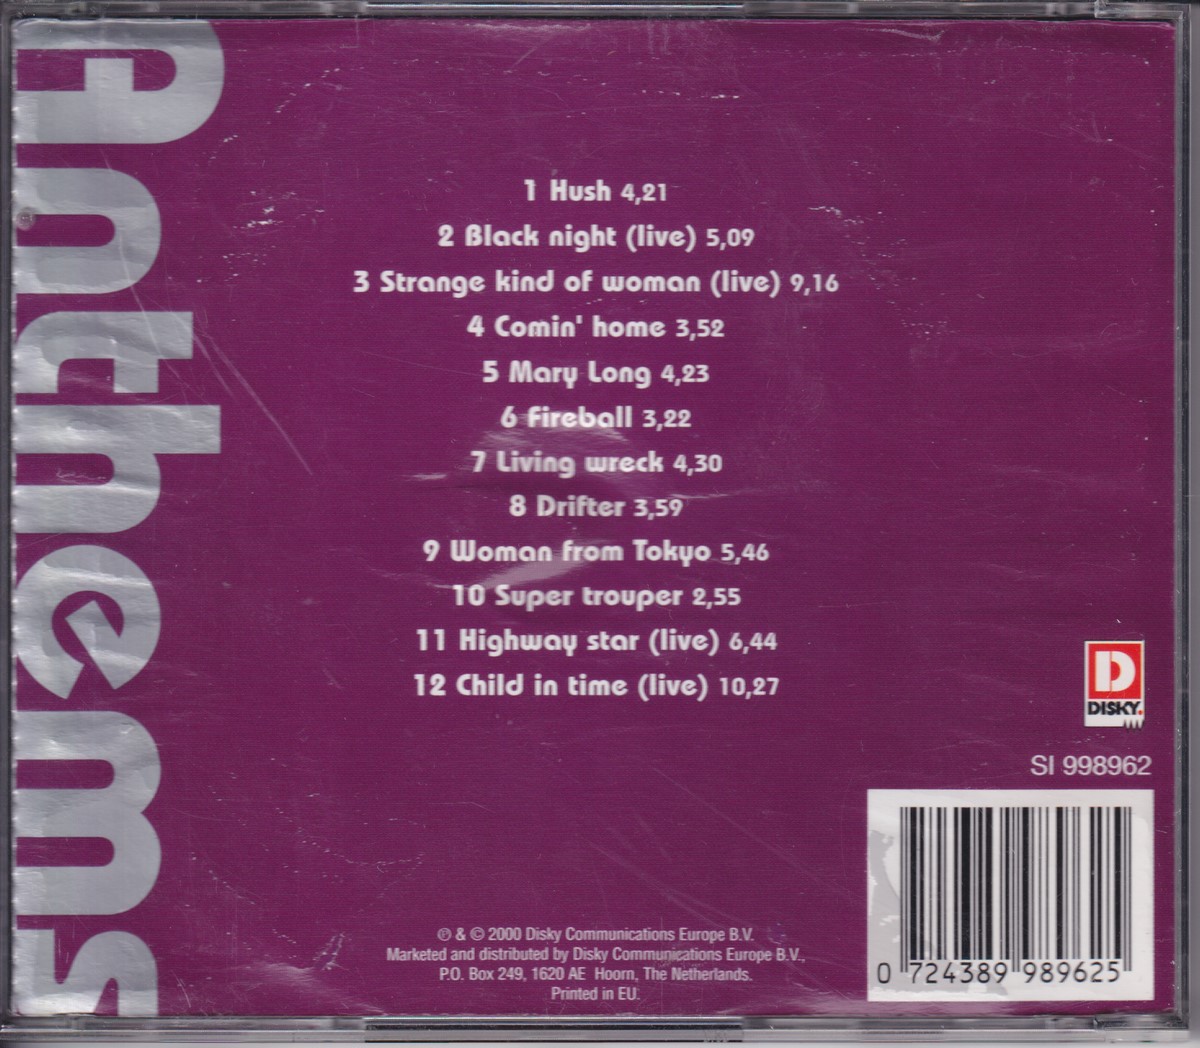 Anthems
1 Hush 4,21
2 Black night (live) 5,09
3 Strange kind of woman (live) 9,16
4 Comin' home 3,52
5 Mary Long 4,23
6 Fireball 3,22
7 Living wreck 4,30
8 Drifter 3,59
9 Woman from Tokyo 5,46
10 Super trouper 2,55
11 Highway star (live) 6,44
12 Child in time (live) 10,27
D
DISKY.
SI 998962
℗ & © 2000 Disky Communications Europe B.V.
Marketed and distributed by Disky Communications Europe B.V.,
P.O. Box 249, 1620 AE Hoorn, The Netherlands.
Printed in EU.
0 724389 989625